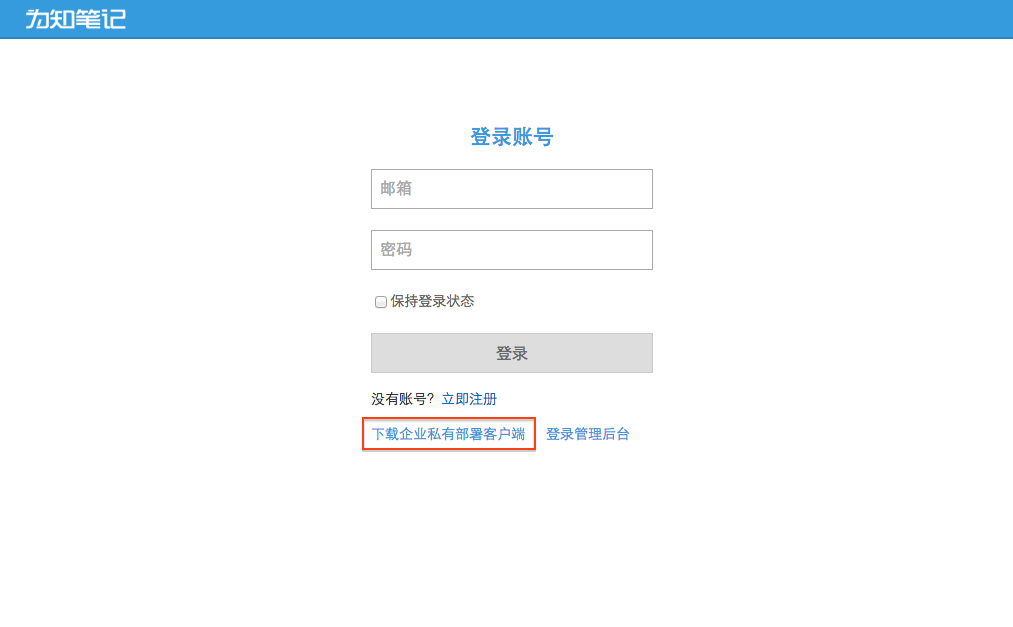 为知笔记
登录账号
邮箱
密码
保持登录状态
登录
没有账号? 立即注册
下载企业私有部署客户端 登录管理后台